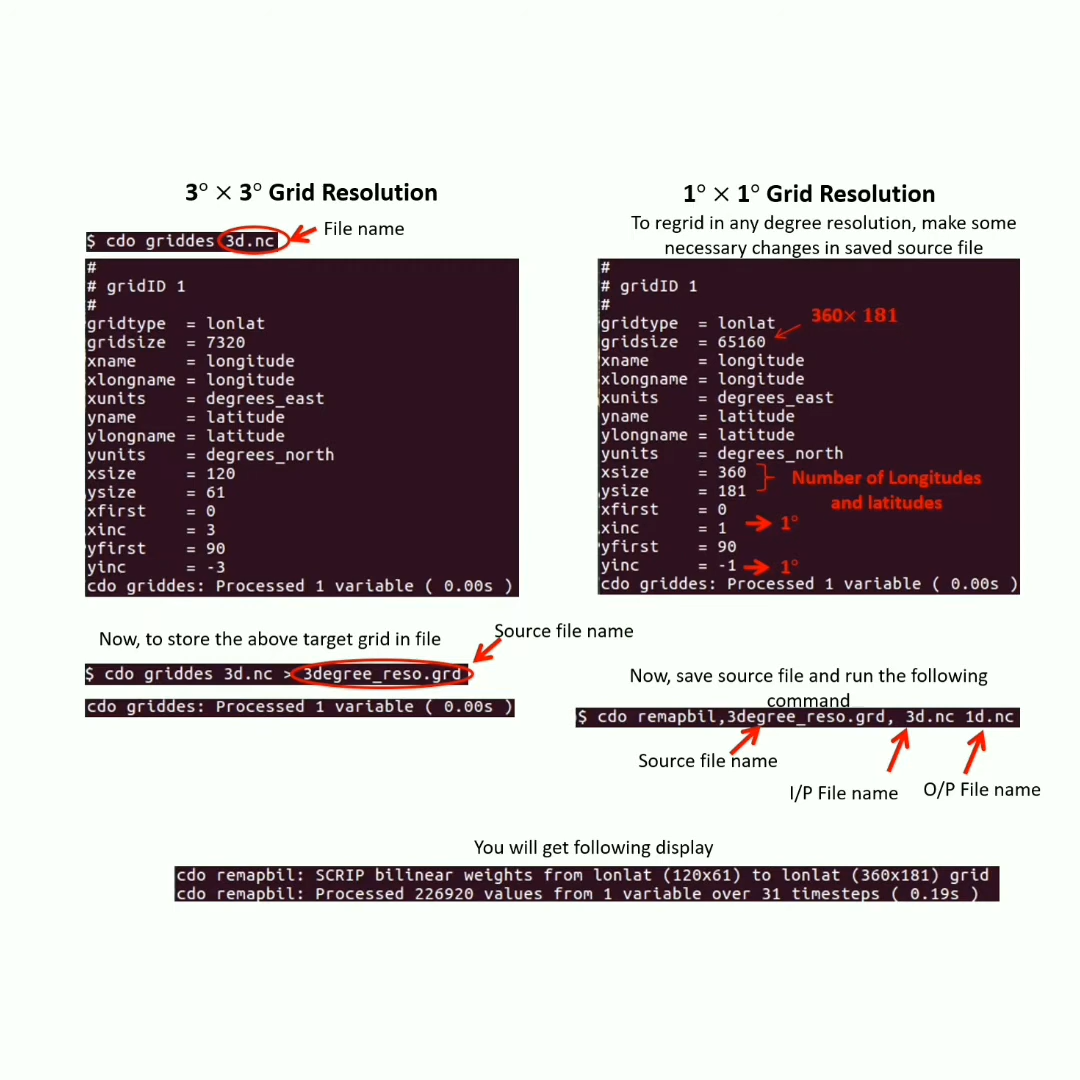 3° × 3° Grid Resolution
$ cdo griddes 3d.nc
File name
#
# gridID 1
#
gridtype  = lonlat
gridsize  = 7320
xname     = longitude
xlongname = longitude
xunits    = degrees_east
yname     = latitude
ylongname = latitude
yunits    = degrees_north
xsize     = 120
ysize     = 61
xfirst    = 0
xinc      = 3
yfirst    = 90
yinc      = -3
cdo griddes: Processed 1 variable ( 0.00s )
Now, to store the above target grid in file
Source file name
$ cdo griddes 3d.nc > 3degree_reso.grd
cdo griddes: Processed 1 variable ( 0.00s )
1° × 1° Grid Resolution
To regrid in any degree resolution, make some
necessary changes in saved source file
#
# gridID 1
#
gridtype  = lonlat
360× 181
gridsize  = 65160
xname     = longitude
xlongname = longitude
xunits    = degrees_east
yname     = latitude
ylongname = latitude
yunits    = degrees_north
xsize     = 360
Number of Longitudes
and latitudes
ysize     = 181
xfirst    = 0
xinc      = 1
1°
yfirst    = 90
yinc      = -1
1°
cdo griddes: Processed 1 variable ( 0.00s )
Now, save source file and run the following
command
$ cdo remapbil,3degree_reso.grd, 3d.nc 1d.nc
Source file name
I/P File name
O/P File name
You will get following display
cdo remapbil: SCRIP bilinear weights from lonlat (120x61) to lonlat (360x181) grid
cdo remapbil: Processed 226920 values from 1 variable over 31 timesteps ( 0.19s )